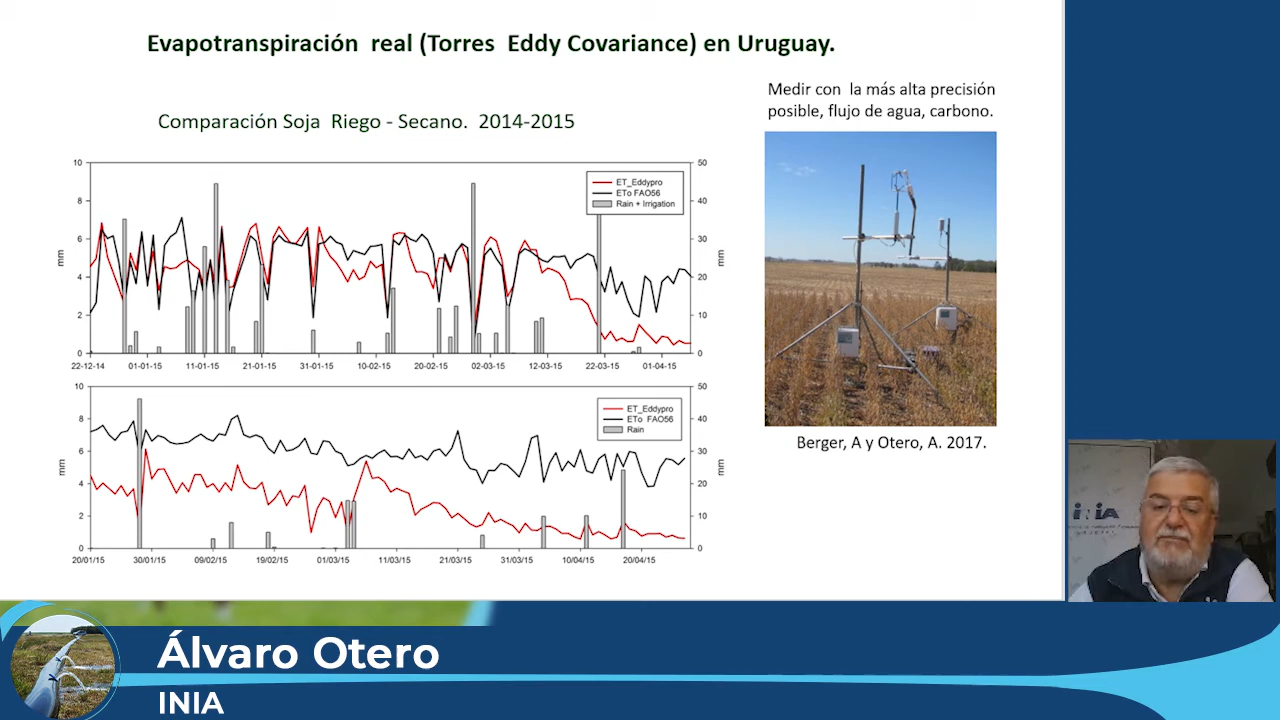 Evapotranspiración real (Torres Eddy Covariance) en Uruguay.
Medir con la más alta precisión
posible, flujo de agua, carbono.
Comparación Soja Riego - Secano. 2014-2015
10
8
6
4
2
0
mm
50
40
30
20
10
0
mm
ET_Eddypro
ETo FAO56
Rain + Irrigation
22-12-14 01-01-15 11-01-15 21-01-15 31-01-15 10-02-15 20-02-15 02-03-15 12-03-15 22-03-15 01-04-15
10
8
6
4
2
0
mm
50
40
30
20
10
0
mm
ET_Eddypro
ETo FAO56
Rain
20/01/15 30/01/15 09/02/15 19/02/15 01/03/15 11/03/15 21/03/15 31/03/15 10/04/15 20/04/15
Berger, A y Otero, A. 2017.
INIA
Álvaro Otero
INIA